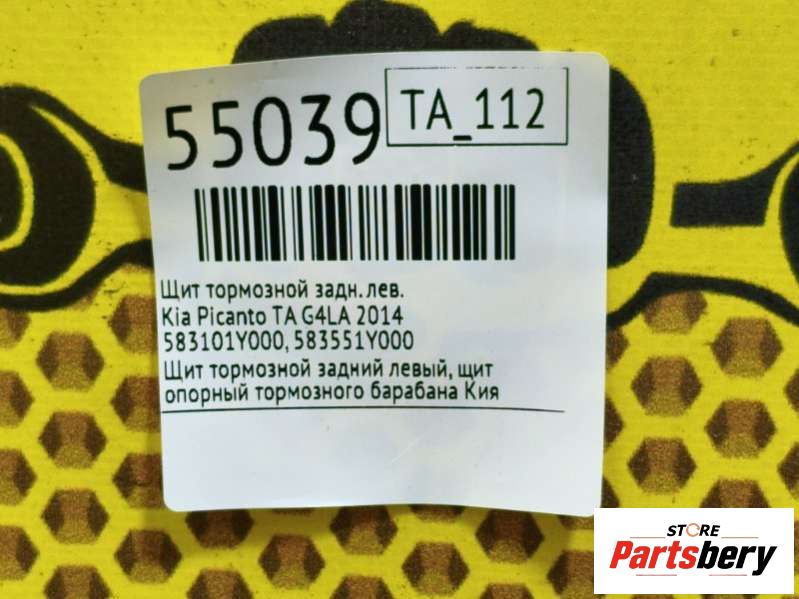 55039
TA_112
Щит тормозной задн.лев.
Kia Picanto TA G4LA 2014
583101Y000, 583551Y000
Щит тормозной задний левый, щит
опорный тормозного барабана Кия
STORE
Partsbery